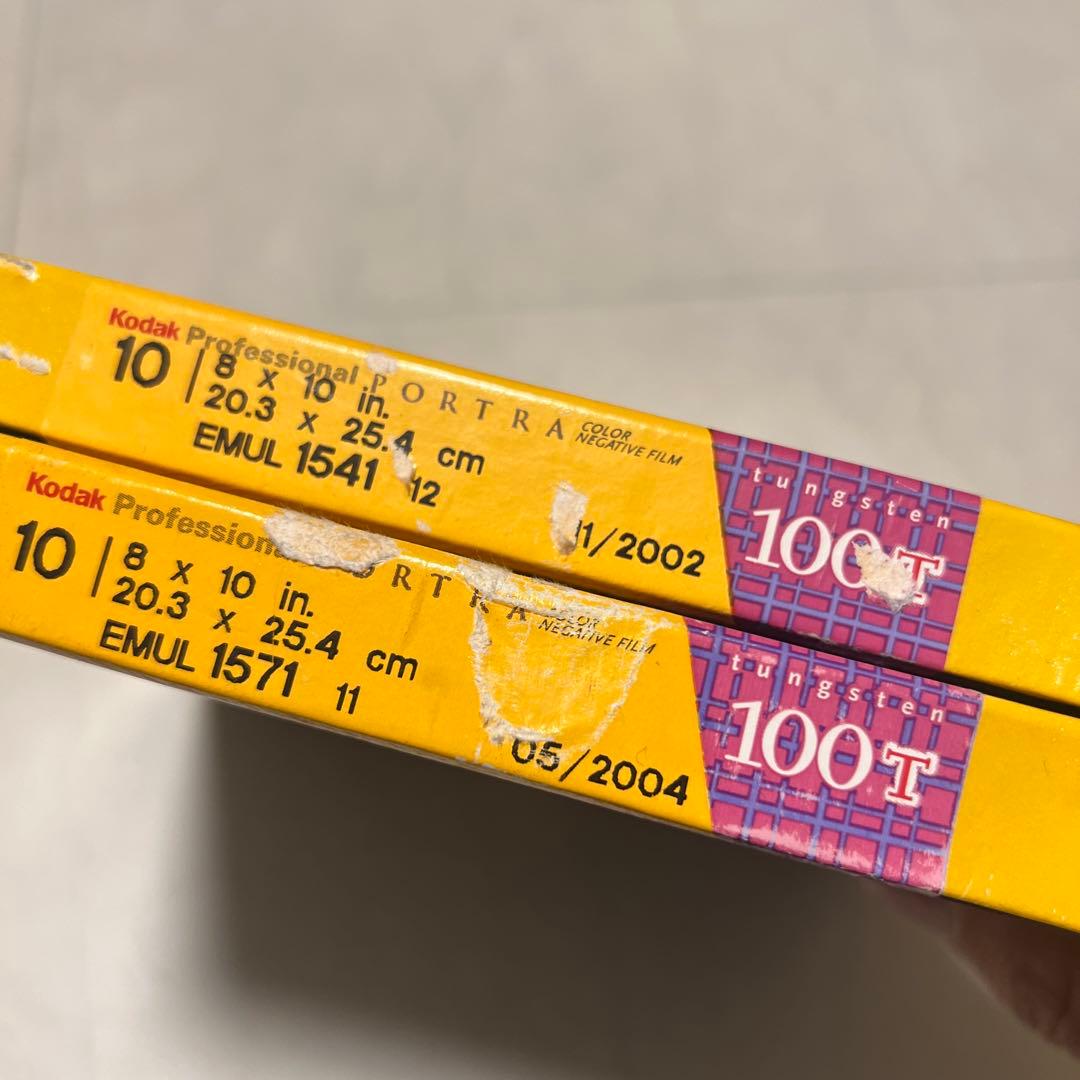 Kodak Professional PORTRA COLOR
NEGATIVE FILM
10 8 x 10 in.
20.3 x 25.4 cm
EMUL 1541 12
1/2002
tungsten
100T
Kodak Professional PORTRA COLOR
NEGATIVE FILM
10 8 x 10 in.
20.3 x 25.4 cm
EMUL 1571 11
05/2004
tungsten
100T